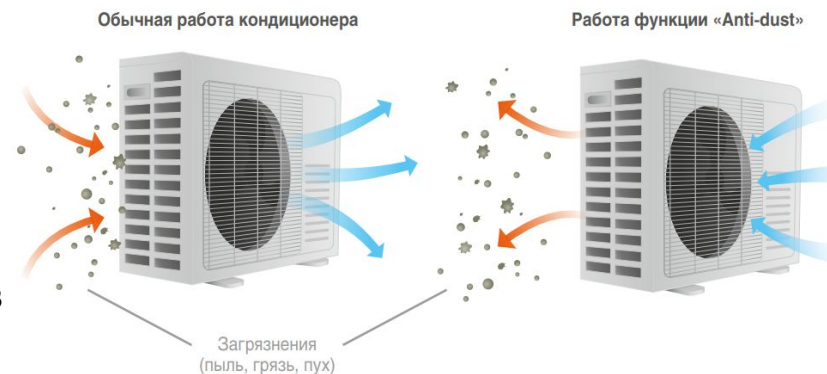 Обычная работа кондиционера
Работа функции «Anti-dust»
в
Загрязнения
(пыль, грязь, пух)